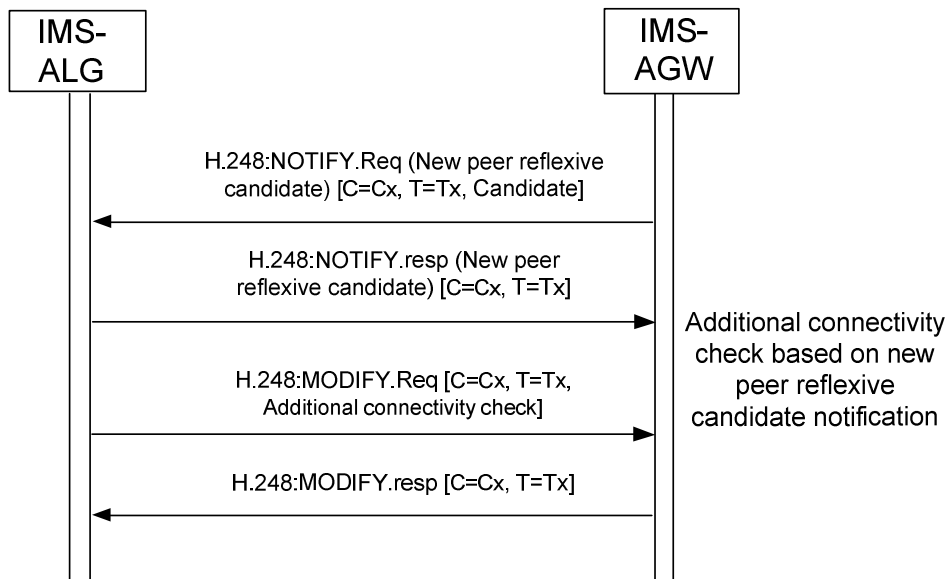 IMS-
ALG
IMS-
AGW
H.248:NOTIFY.Req (New peer reflexive
candidate) [C=Cx, T=Tx, Candidate]
H.248:NOTIFY.resp (New peer
reflexive candidate) [C=Cx, T=Tx]
Additional connectivity
check based on new
peer reflexive
candidate notification
H.248:MODIFY.Req [C=Cx, T=Tx,
Additional connectivity check]
H.248:MODIFY.resp [C=Cx, T=Tx]